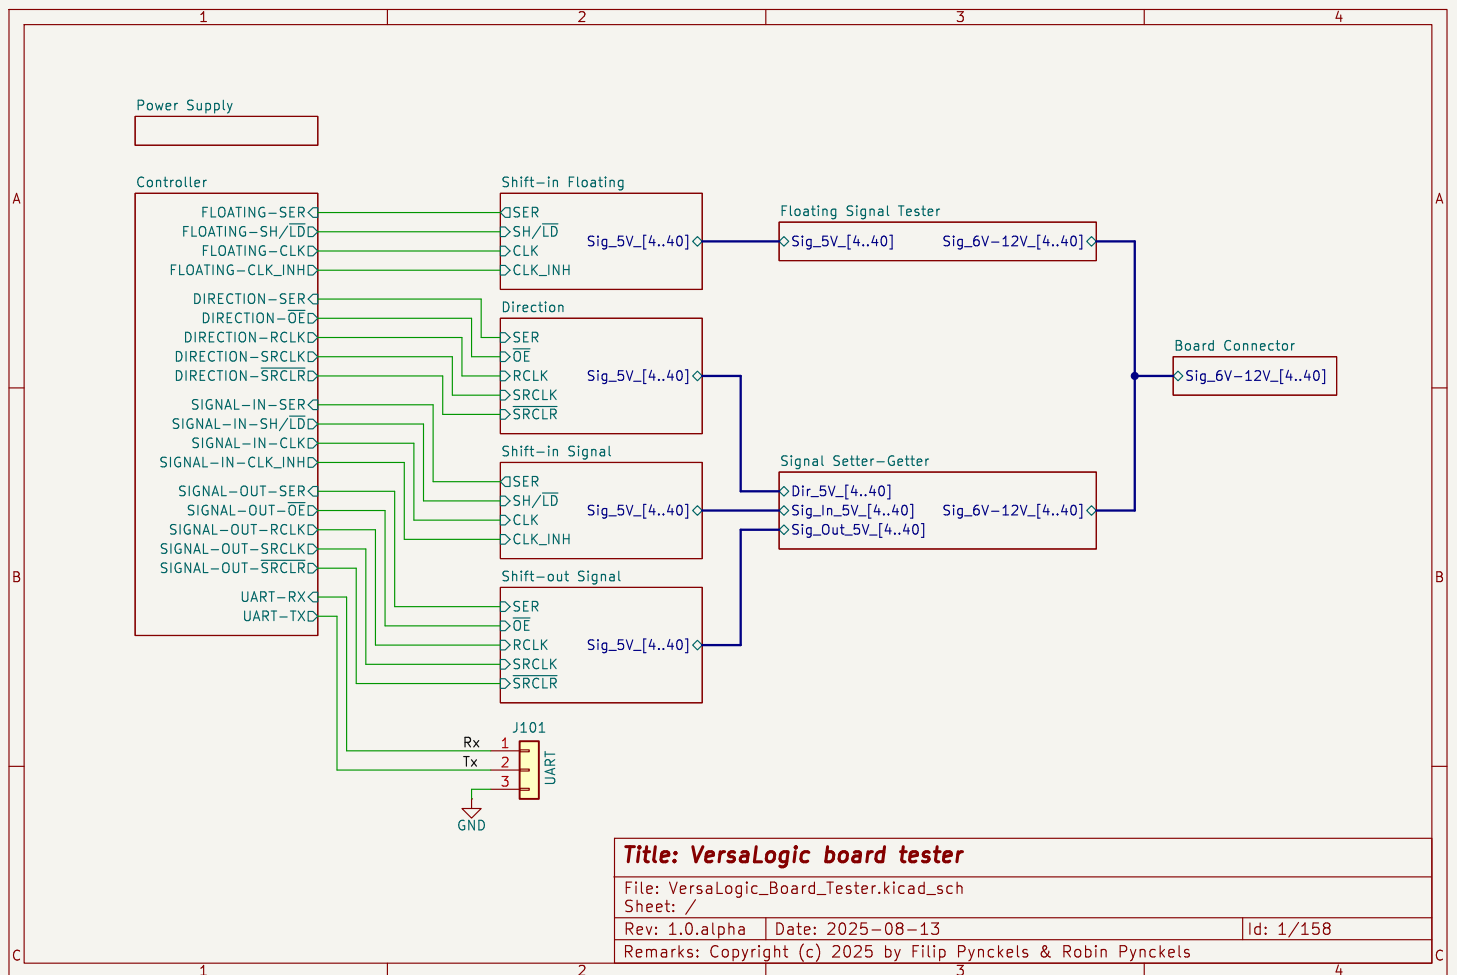 1 2 3 4
Power Supply
Controller
FLOATING-SER
FLOATING-SH/LD
FLOATING-CLK
FLOATING-CLK_INH
DIRECTION-SER
DIRECTION-OE
DIRECTION-RCLK
DIRECTION-SRCLK
DIRECTION-SRCLR
SIGNAL-IN-SER
SIGNAL-IN-SH/LD
SIGNAL-IN-CLK
SIGNAL-IN-CLK_INH
SIGNAL-OUT-SER
SIGNAL-OUT-OE
SIGNAL-OUT-RCLK
SIGNAL-OUT-SRCLK
SIGNAL-OUT-SRCLR
UART-RX
UART-TX
Shift-in Floating
SER
SH/LD
Sig_5V_[4..40]
CLK
CLK_INH
Direction
SER
OE
RCLK
Sig_5V_[4..40]
SRCLK
SRCLR
Shift-in Signal
SER
SH/LD
Sig_5V_[4..40]
CLK
CLK_INH
Shift-out Signal
SER
OE
RCLK
Sig_5V_[4..40]
SRCLK
SRCLR
J101
Rx 1
Tx 2
3
UART
GND
Floating Signal Tester
Sig_5V_[4..40] Sig_6V-12V_[4..40]
Signal Setter-Getter
Dir_5V_[4..40]
Sig_In_5V_[4..40] Sig_6V-12V_[4..40]
Sig_Out_5V_[4..40]
Board Connector
Sig_6V-12V_[4..40]
A A
B B
C C
Title: VersaLogic board tester
File: VersaLogic_Board_Tester.kicad_sch
Sheet: /
Rev: 1.0.alpha Date: 2025-08-13 Id: 1/158
Remarks: Copyright (c) 2025 by Filip Pynckels & Robin Pynckels
1 2 3 4